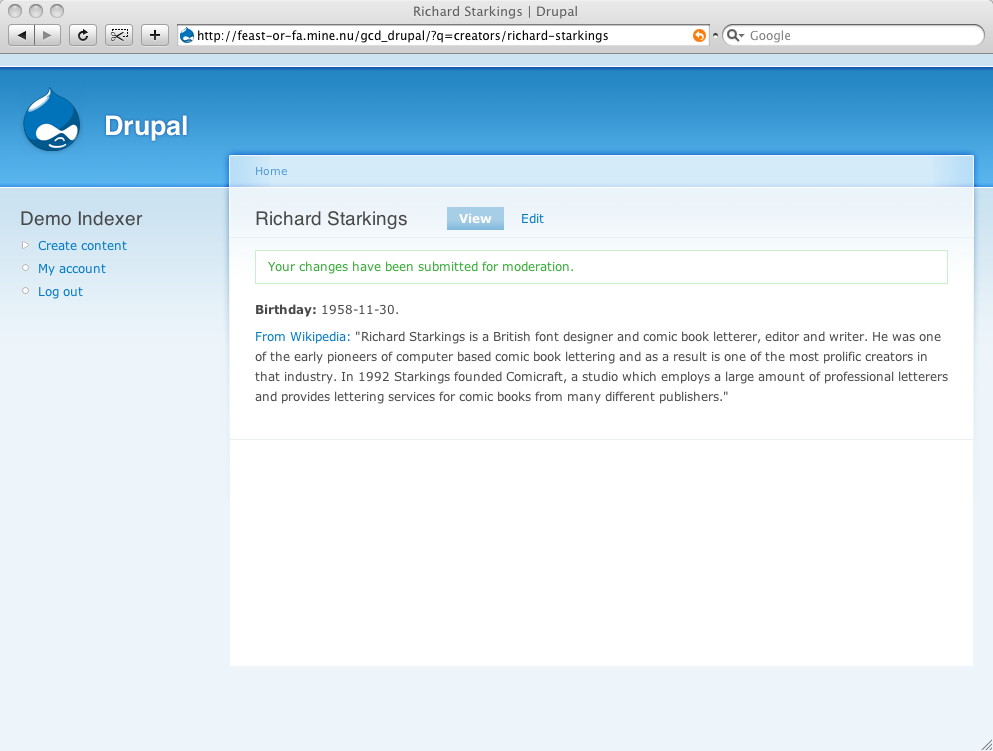 Richard Starkings | Drupal
http://feast-or-fa.mine.nu/gcd_drupal/?q=creators/richard-starkings
Google
Drupal
Home
Demo Indexer
Create content
My account
Log out
Richard Starkings
View
Edit
Your changes have been submitted for moderation.
Birthday: 1958-11-30.
From Wikipedia: "Richard Starkings is a British font designer and comic book letterer, editor and writer. He was one
of the early pioneers of computer based comic book lettering and as a result is one of the most prolific creators in
that industry. In 1992 Starkings founded Comicraft, a studio which employs a large amount of professional letterers
and provides lettering services for comic books from many different publishers."